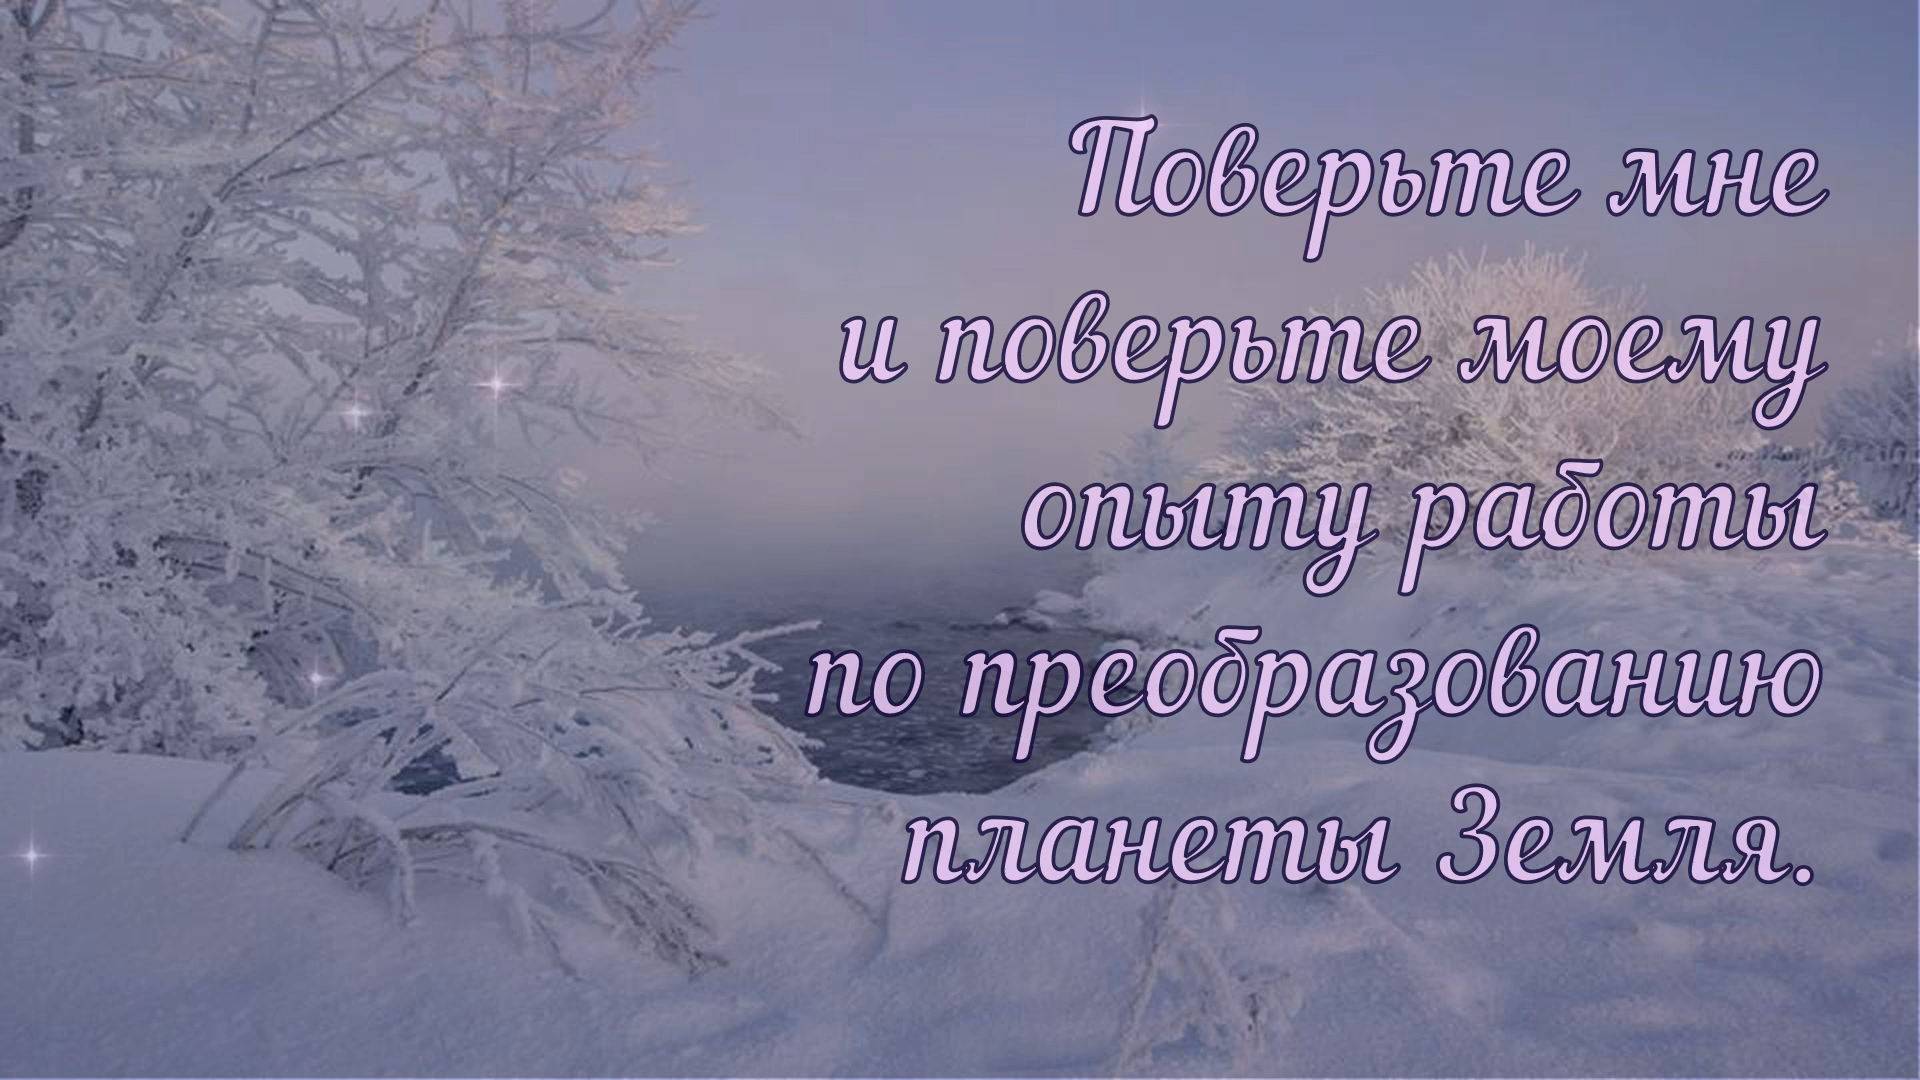 Поверьте мне
и поверьте моему
опыту работы
по преобразованию
планеты Земля.